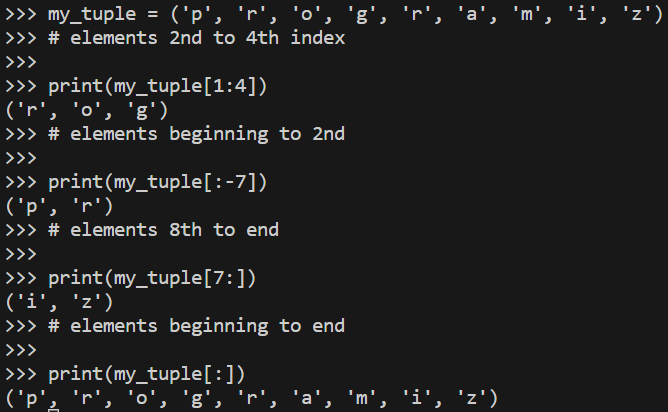 >>> my_tuple = ('p', 'r', 'o', 'g', 'r', 'a', 'm', 'i', 'z')
>>> # elements 2nd to 4th index
>>>
>>> print(my_tuple[1:4])
('r', 'o', 'g')
>>> # elements beginning to 2nd
>>>
>>> print(my_tuple[:-7])
('p', 'r')
>>> # elements 8th to end
>>>
>>> print(my_tuple[7:])
('i', 'z')
>>> # elements beginning to end
>>>
>>> print(my_tuple[:])
('p', 'r', 'o', 'g', 'r', 'a', 'm', 'i', 'z')